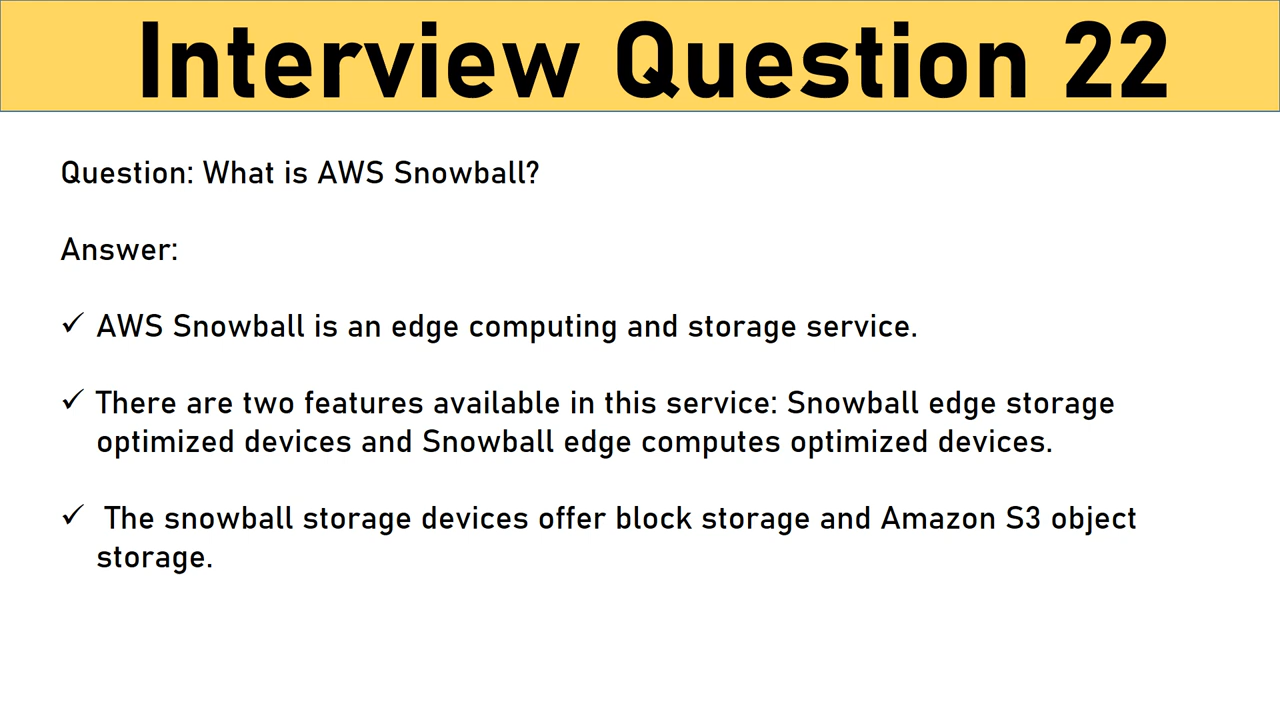 Interview Question 22
Question: What is AWS Snowball?
Answer:
✓ AWS Snowball is an edge computing and storage service.
✓ There are two features available in this service: Snowball edge storage
optimized devices and Snowball edge computes optimized devices.
✓ The snowball storage devices offer block storage and Amazon S3 object
storage.